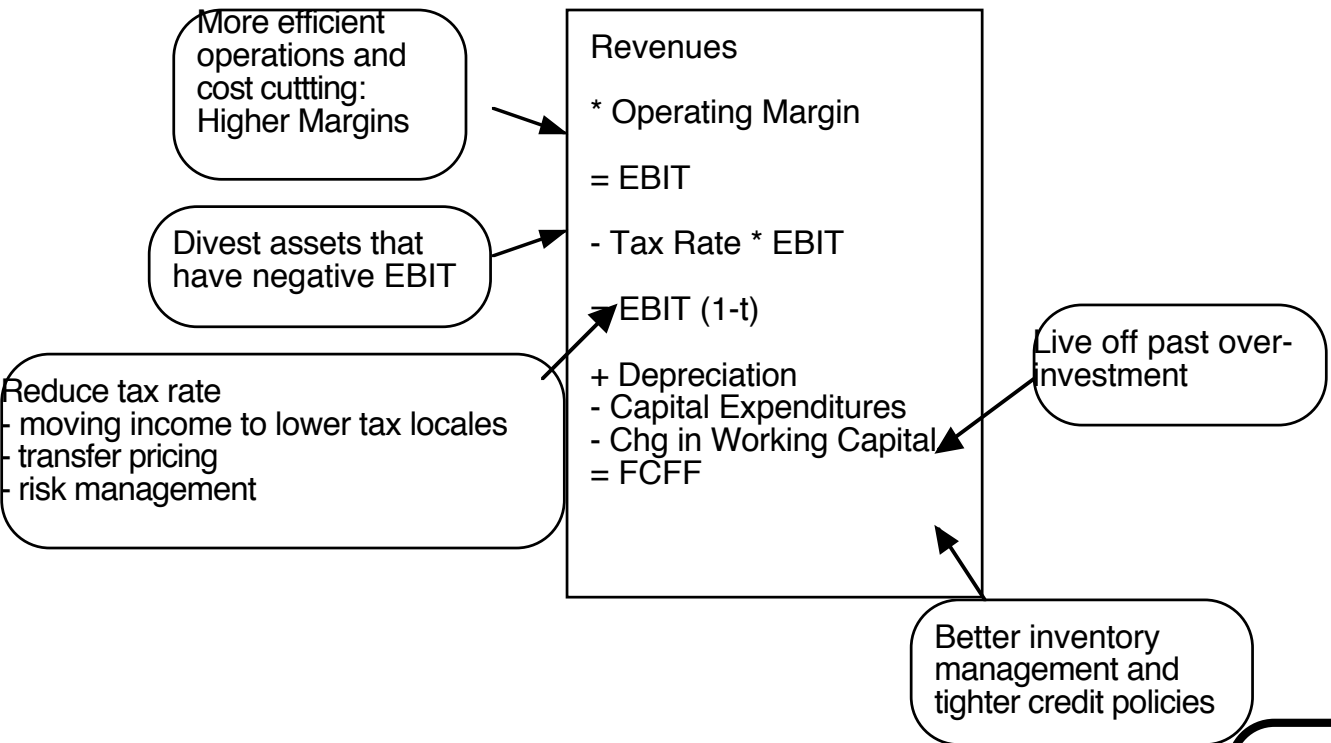 More efficient
operations and
cost cuttting:
Higher Margins
Divest assets that
have negative EBIT
Reduce tax rate
- moving income to lower tax locales
- transfer pricing
- risk management
Revenues
* Operating Margin
= EBIT
- Tax Rate * EBIT
= EBIT (1-t)
+ Depreciation
- Capital Expenditures
- Chg in Working Capital
= FCFF
Live off past over-
investment
Better inventory
management and
tighter credit policies